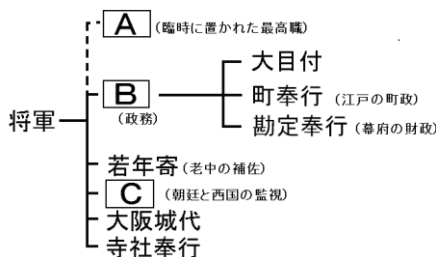 A (臨時に置かれた最高職)
大目付
B
(政務)
町奉行 (江戸の町政)
勘定奉行 (幕府の財政)
将軍
若年寄 (老中の補佐)
C (朝廷と西国の監視)
大阪城代
寺社奉行